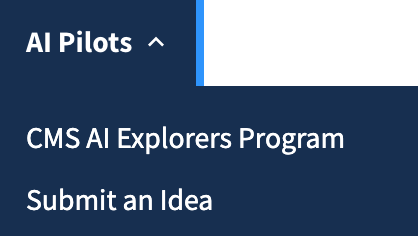 AI Pilots
CMS AI Explorers Program
Submit an Idea